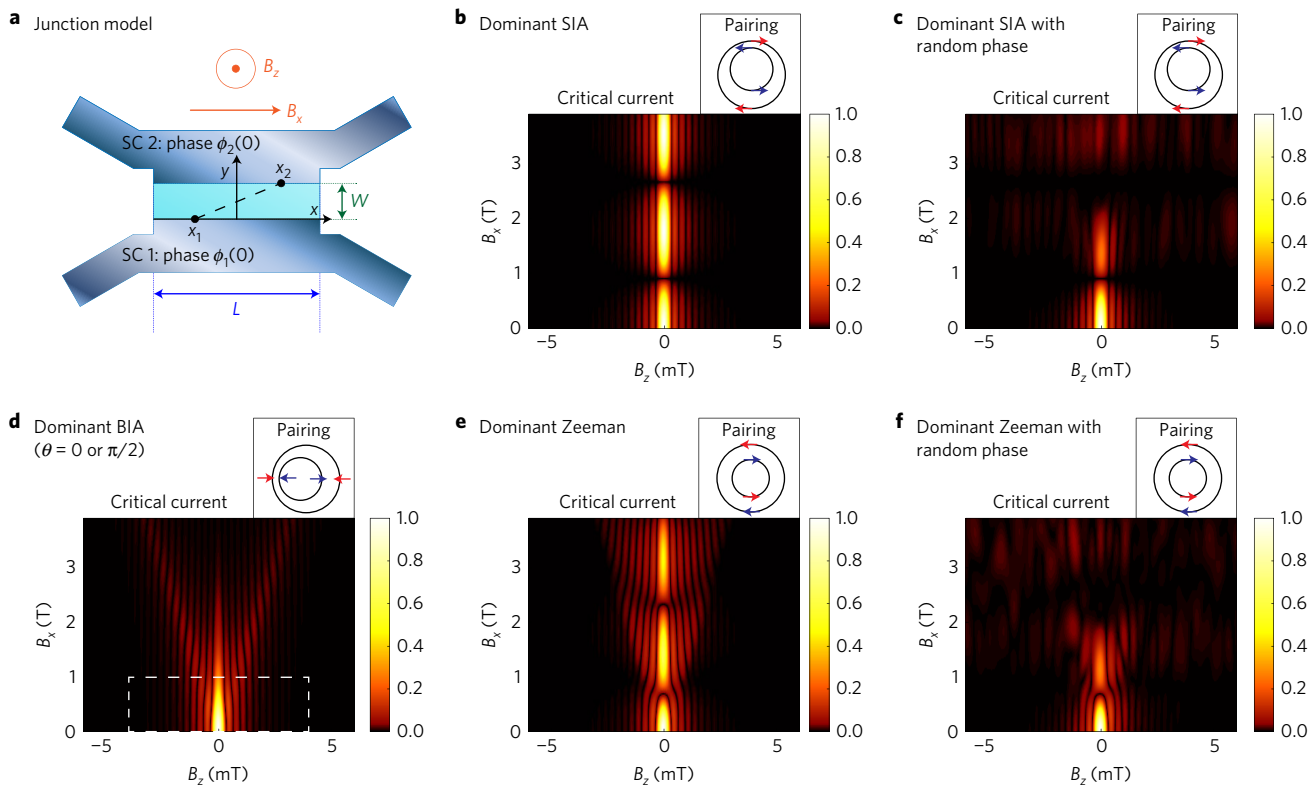 a Junction model
B_z
B_x
SC 2: phase ϕ_2(0)
y
x_2
W
x
x_1
SC 1: phase ϕ_1(0)
L
b Dominant SIA
Pairing
Critical current
1.0
0.8
0.6
0.4
0.2
0.0
3
2
1
0
B_x (T)
−5 0 5
B_z (mT)
c Dominant SIA with
random phase
Pairing
Critical current
1.0
0.8
0.6
0.4
0.2
0.0
3
2
1
0
B_x (T)
−5 0 5
B_z (mT)
d Dominant BIA
(θ = 0 or π/2)
Pairing
Critical current
1.0
0.8
0.6
0.4
0.2
0.0
3
2
1
0
B_x (T)
−5 0 5
B_z (mT)
e Dominant Zeeman
Pairing
Critical current
1.0
0.8
0.6
0.4
0.2
0.0
3
2
1
0
B_x (T)
−5 0 5
B_z (mT)
f Dominant Zeeman with
random phase
Pairing
Critical current
1.0
0.8
0.6
0.4
0.2
0.0
3
2
1
0
B_x (T)
−5 0 5
B_z (mT)